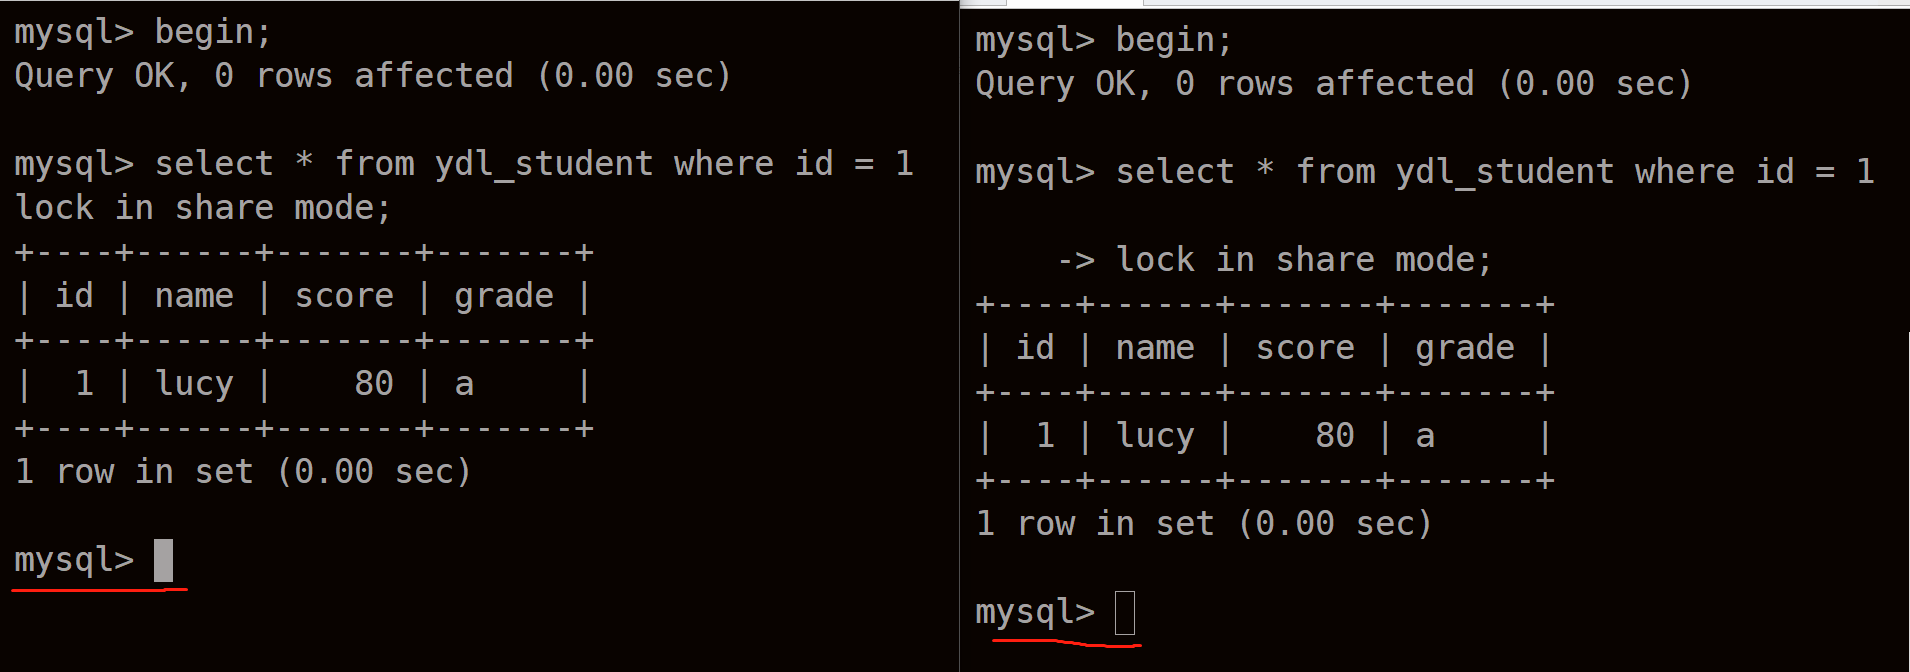 mysql> begin;
Query OK, 0 rows affected (0.00 sec)
mysql> select * from ydl_student where id = 1
lock in share mode;
+----+------+-------+-------+
| id | name | score | grade |
+----+------+-------+-------+
|  1 | lucy |    80 | a     |
+----+------+-------+-------+
1 row in set (0.00 sec)
mysql>
mysql> begin;
Query OK, 0 rows affected (0.00 sec)
mysql> select * from ydl_student where id = 1
    -> lock in share mode;
+----+------+-------+-------+
| id | name | score | grade |
+----+------+-------+-------+
|  1 | lucy |    80 | a     |
+----+------+-------+-------+
1 row in set (0.00 sec)
mysql>